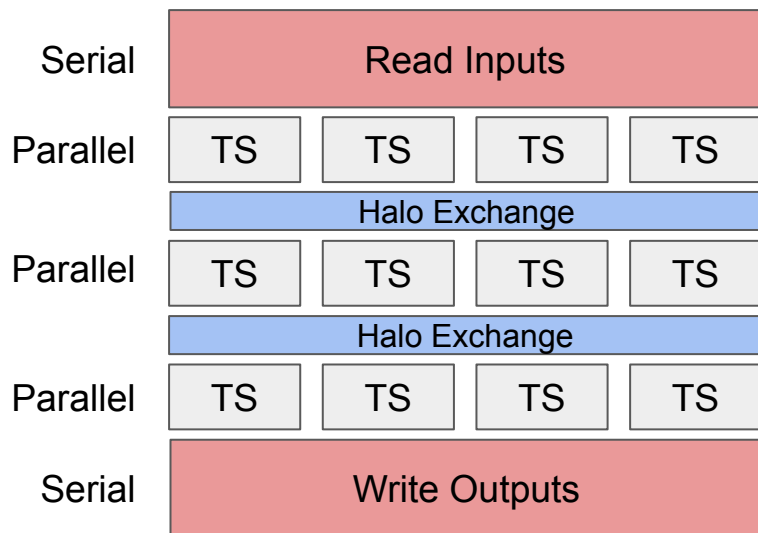 Serial Read Inputs
Parallel TS TS TS TS
Halo Exchange
Parallel TS TS TS TS
Halo Exchange
Parallel TS TS TS TS
Serial Write Outputs